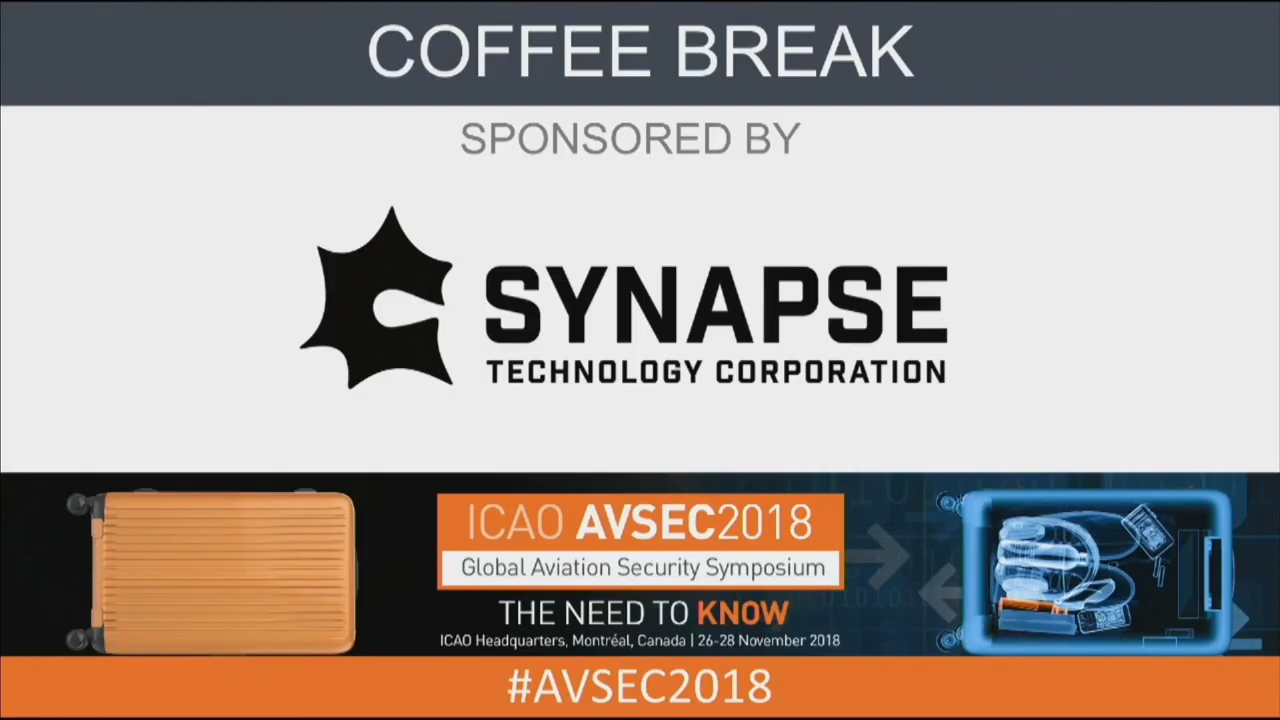 COFFEE BREAK
SPONSORED BY
SYNAPSE
TECHNOLOGY CORPORATION
ICAO AVSEC2018
Global Aviation Security Symposium
THE NEED TO KNOW
ICAO Headquarters, Montréal, Canada | 26-28 November 2018
#AVSEC2018